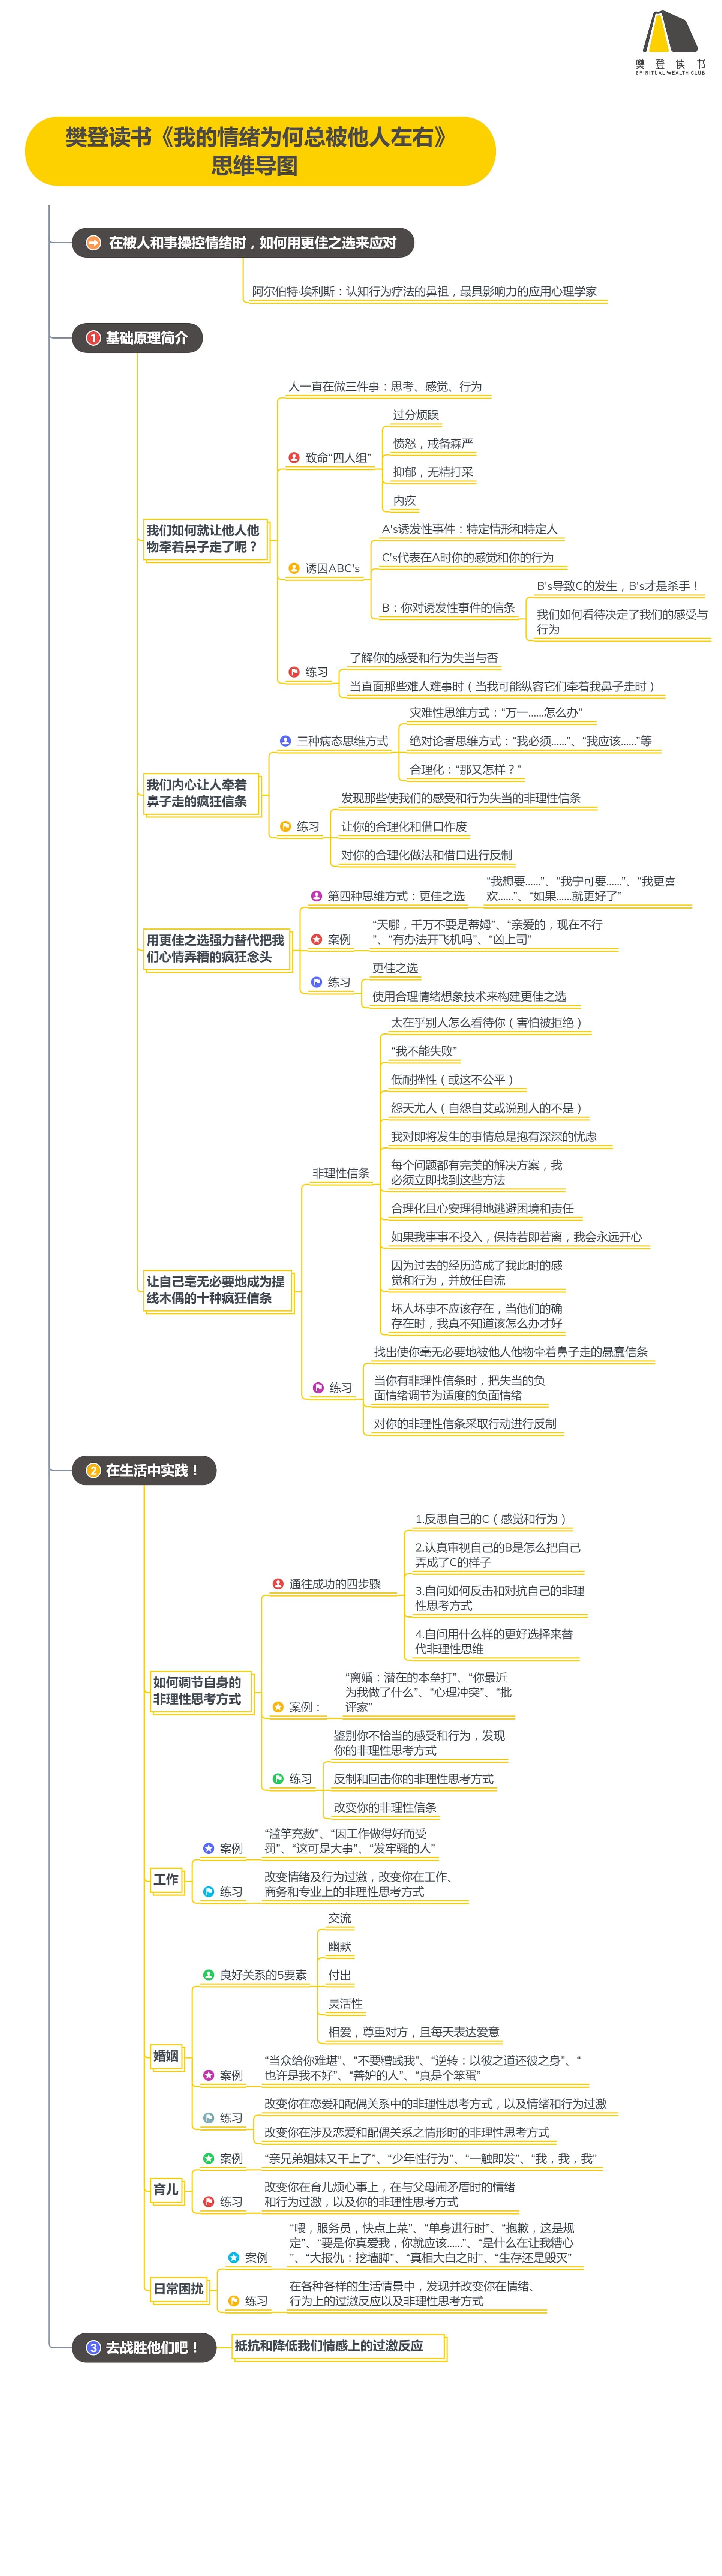 樊登读书
SPIRITUAL WEALTH CLUB
樊登读书《我的情绪为何总被他人左右》
思维导图
在被人和事操控情绪时，如何用更佳之选来应对
阿尔伯特·埃利斯：认知行为疗法的鼻祖，最具影响力的应用心理学家
1 基础原理简介
我们如何就让他人他
物牵着鼻子走了呢？
人一直在做三件事：思考、感觉、行为
致命“四人组”
过分烦躁
愤怒，戒备森严
抑郁，无精打采
内疚
诱因ABC's
A's诱发性事件：特定情形和特定人
C's代表在A时你的感觉和你的行为
B：你对诱发性事件的信条
B's导致C的发生，B's才是杀手！
我们如何看待决定了我们的感受与
行为
练习
了解你的感受和行为失当与否
当直面那些难人难事时（当我可能纵容它们牵着我鼻子走时）
我们内心让人牵着
鼻子走的疯狂信条
三种病态思维方式
灾难性思维方式：“万一......怎么办”
绝对论者思维方式：“我必须......”、“我应该......”等
合理化：“那又怎样？”
练习
发现那些使我们的感受和行为失当的非理性信条
让你的合理化和借口作废
对你的合理化做法和借口进行反制
用更佳之选强力替代把我
们心情弄糟的疯狂念头
第四种思维方式：更佳之选
“我想要......”、“我宁可要......”、“我更喜
欢......”、“如果......就更好了”
案例
“天哪，千万不要是蒂姆”、“亲爱的，现在不行
”、“有办法开飞机吗”、“凶上司”
练习
更佳之选
使用合理情绪想象技术来构建更佳之选
让自己毫无必要地成为提
线木偶的十种疯狂信条
非理性信条
太在乎别人怎么看待你（害怕被拒绝）
“我不能失败”
低耐挫性（或这不公平）
怨天尤人（自怨自艾或说别人的不是）
我对即将发生的事情总是抱有深深的忧虑
每个问题都有完美的解决方案，我
必须立即找到这些方法
合理化且心安理得地逃避困境和责任
如果我事事不投入，保持若即若离，我会永远开心
因为过去的经历造成了我此时的感
觉和行为，并放任自流
坏人坏事不应该存在，当他们的确
存在时，我真不知道该怎么办才好
练习
找出使你毫无必要地被他人他物牵着鼻子走的愚蠢信条
当你有非理性信条时，把失当的负
面情绪调节为适度的负面情绪
对你的非理性信条采取行动进行反制
2 在生活中实践！
如何调节自身的
非理性思考方式
通往成功的四步骤
1.反思自己的C（感觉和行为）
2.认真审视自己的B是怎么把自己
弄成了C的样子
3.自问如何反击和对抗自己的非理
性思考方式
4.自问用什么样的更好选择来替
代非理性思维
案例：
“离婚：潜在的本垒打”、“你最近
为我做了什么”、“心理冲突”、“批
评家”
练习
鉴别你不恰当的感受和行为，发现
你的非理性思考方式
反制和回击你的非理性思考方式
改变你的非理性信条
工作
案例
“滥竽充数”、“因工作做得好而受
罚”、“这可是大事”、“发牢骚的人”
练习
改变情绪及行为过激，改变你在工作、
商务和专业上的非理性思考方式
婚姻
良好关系的5要素
交流
幽默
付出
灵活性
相爱，尊重对方，且每天表达爱意
案例
“当众给你难堪”、“不要糟践我”、“逆转：以彼之道还彼之身”、“
也许是我不好”、“善妒的人”、“真是个笨蛋”
练习
改变你在恋爱和配偶关系中的非理性思考方式，以及情绪和行为过激
改变你在涉及恋爱和配偶关系之情形时的非理性思考方式
育儿
案例
“亲兄弟姐妹又干上了”、“少年性行为”、“一触即发”、“我，我，我”
练习
改变你在育儿烦心事上，在与父母闹矛盾时的情绪
和行为过激，以及你的非理性思考方式
日常困扰
案例
“喂，服务员，快点上菜”、“单身进行时”、“抱歉，这是规
定”、“要是你真爱我，你就应该......”、“是什么在让我糟心
”、“大报仇：挖墙脚”、“真相大白之时”、“生存还是毁灭”
练习
在各种各样的生活情景中，发现并改变你在情绪、
行为上的过激反应以及非理性思考方式
3 去战胜他们吧！
抵抗和降低我们情感上的过激反应